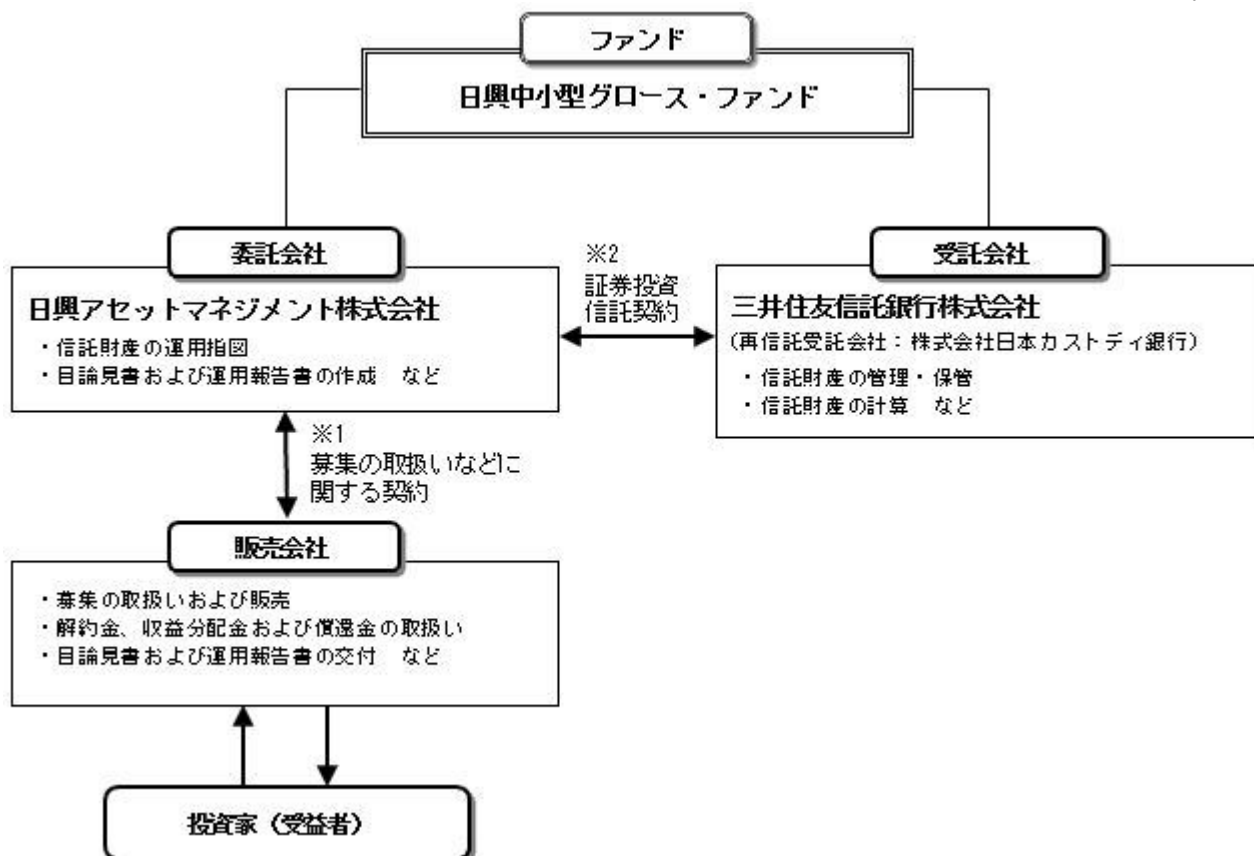 ファンド
日興中小型グロース・ファンド
委託会社
日興アセットマネジメント株式会社
・信託財産の運用指図
・目論見書および運用報告書の作成　など
※2
証券投資
信託契約
受託会社
三井住友信託銀行株式会社
(再信託受託会社：株式会社日本カストディ銀行)
・信託財産の管理・保管
・信託財産の計算　など
※1
募集の取扱いなどに
関する契約
販売会社
・募集の取扱いおよび販売
・解約金、収益分配金および償還金の取扱い
・目論見書および運用報告書の交付　など
投資家（受益者）